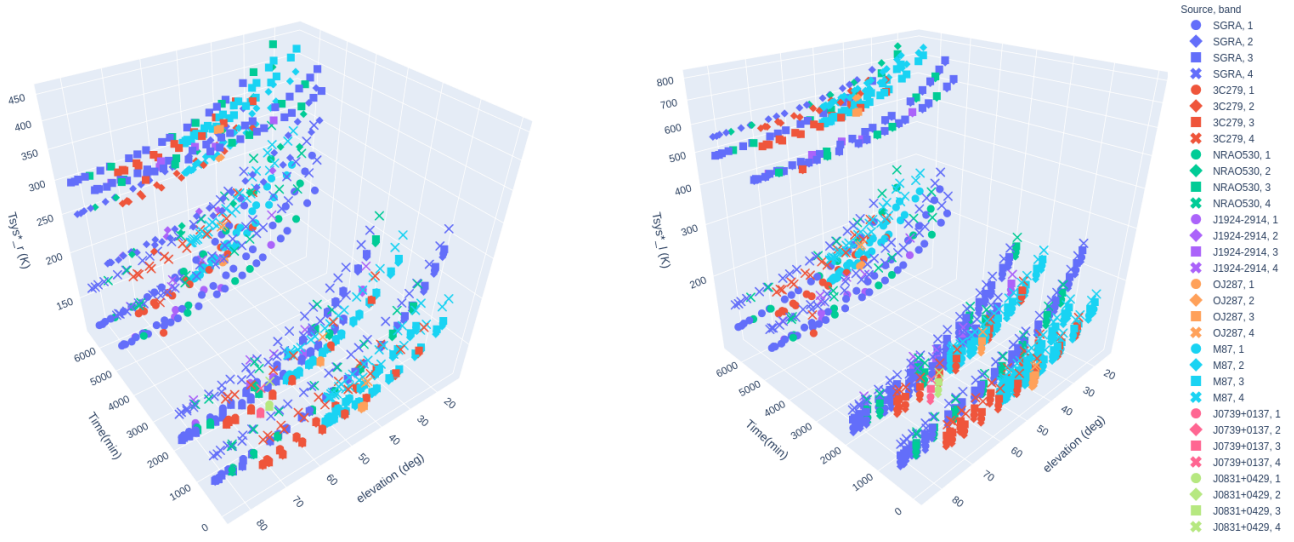 450
400
350
300
250
200
150
Tsys*_r (K)
6000
5000
4000
3000
2000
1000
0
Time(min)
80
70
60
50
40
30
20
elevation (deg)
800
700
600
500
400
300
200
Tsys*_l (K)
6000
5000
4000
3000
2000
1000
0
Time(min)
80
70
60
50
40
30
20
elevation (deg)
Source, band
SGRA, 1
SGRA, 2
SGRA, 3
SGRA, 4
3C279, 1
3C279, 2
3C279, 3
3C279, 4
NRAO530, 1
NRAO530, 2
NRAO530, 3
NRAO530, 4
J1924-2914, 1
J1924-2914, 2
J1924-2914, 3
J1924-2914, 4
OJ287, 1
OJ287, 2
OJ287, 3
OJ287, 4
M87, 1
M87, 2
M87, 3
M87, 4
J0739+0137, 1
J0739+0137, 2
J0739+0137, 3
J0739+0137, 4
J0831+0429, 1
J0831+0429, 2
J0831+0429, 3
J0831+0429, 4